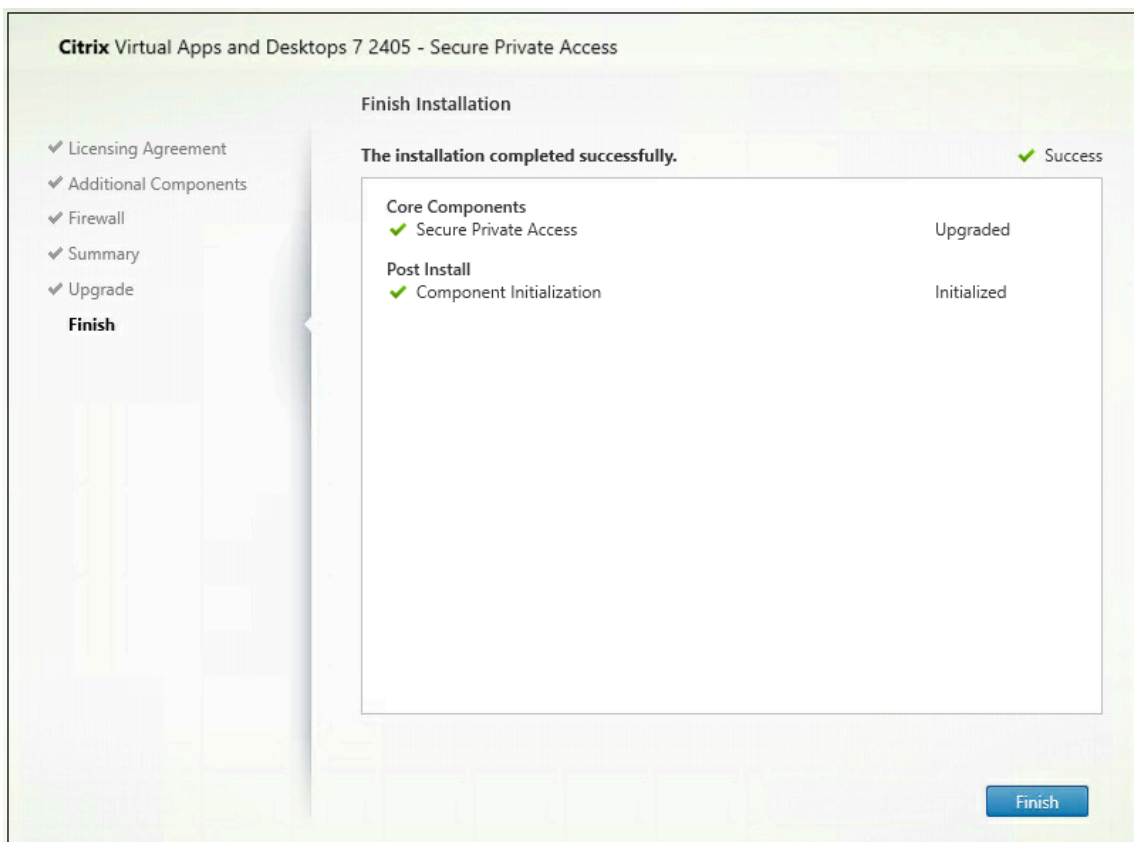 Citrix Virtual Apps and Desktops 7 2405 - Secure Private Access
Finish Installation
Licensing Agreement
Additional Components
Firewall
Summary
Upgrade
Finish
The installation completed successfully. Success
Core Components
Secure Private Access Upgraded
Post Install
Component Initialization Initialized
Finish